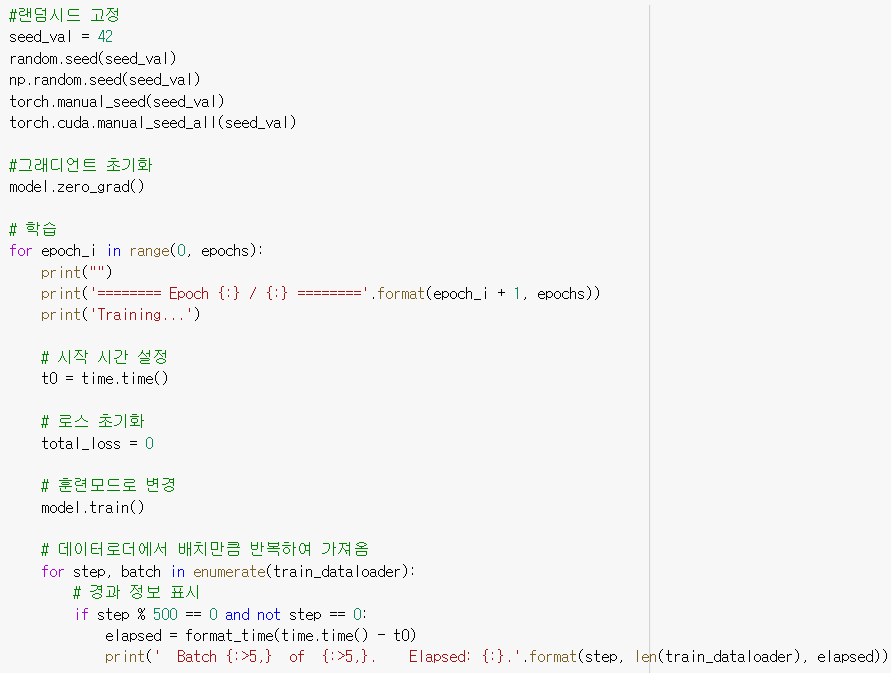 #랜덤시드 고정
seed_val = 42
random.seed(seed_val)
np.random.seed(seed_val)
torch.manual_seed(seed_val)
torch.cuda.manual_seed_all(seed_val)

#그래디언트 초기화
model.zero_grad()

# 학습
for epoch_i in range(0, epochs):
    print("")
    print('======== Epoch {:} / {:} ========'.format(epoch_i + 1, epochs))
    print('Training...')

    # 시작 시간 설정
    t0 = time.time()

    # 로스 초기화
    total_loss = 0

    # 훈련모드로 변경
    model.train()

    # 데이터로더에서 배치만큼 반복하여 가져옴
    for step, batch in enumerate(train_dataloader):
        # 경과 정보 표시
        if step % 500 == 0 and not step == 0:
            elapsed = format_time(time.time() - t0)
            print('  Batch {:>5,}  of  {:>5,}.    Elapsed: {:}.'.format(step, len(train_dataloader), elapsed))